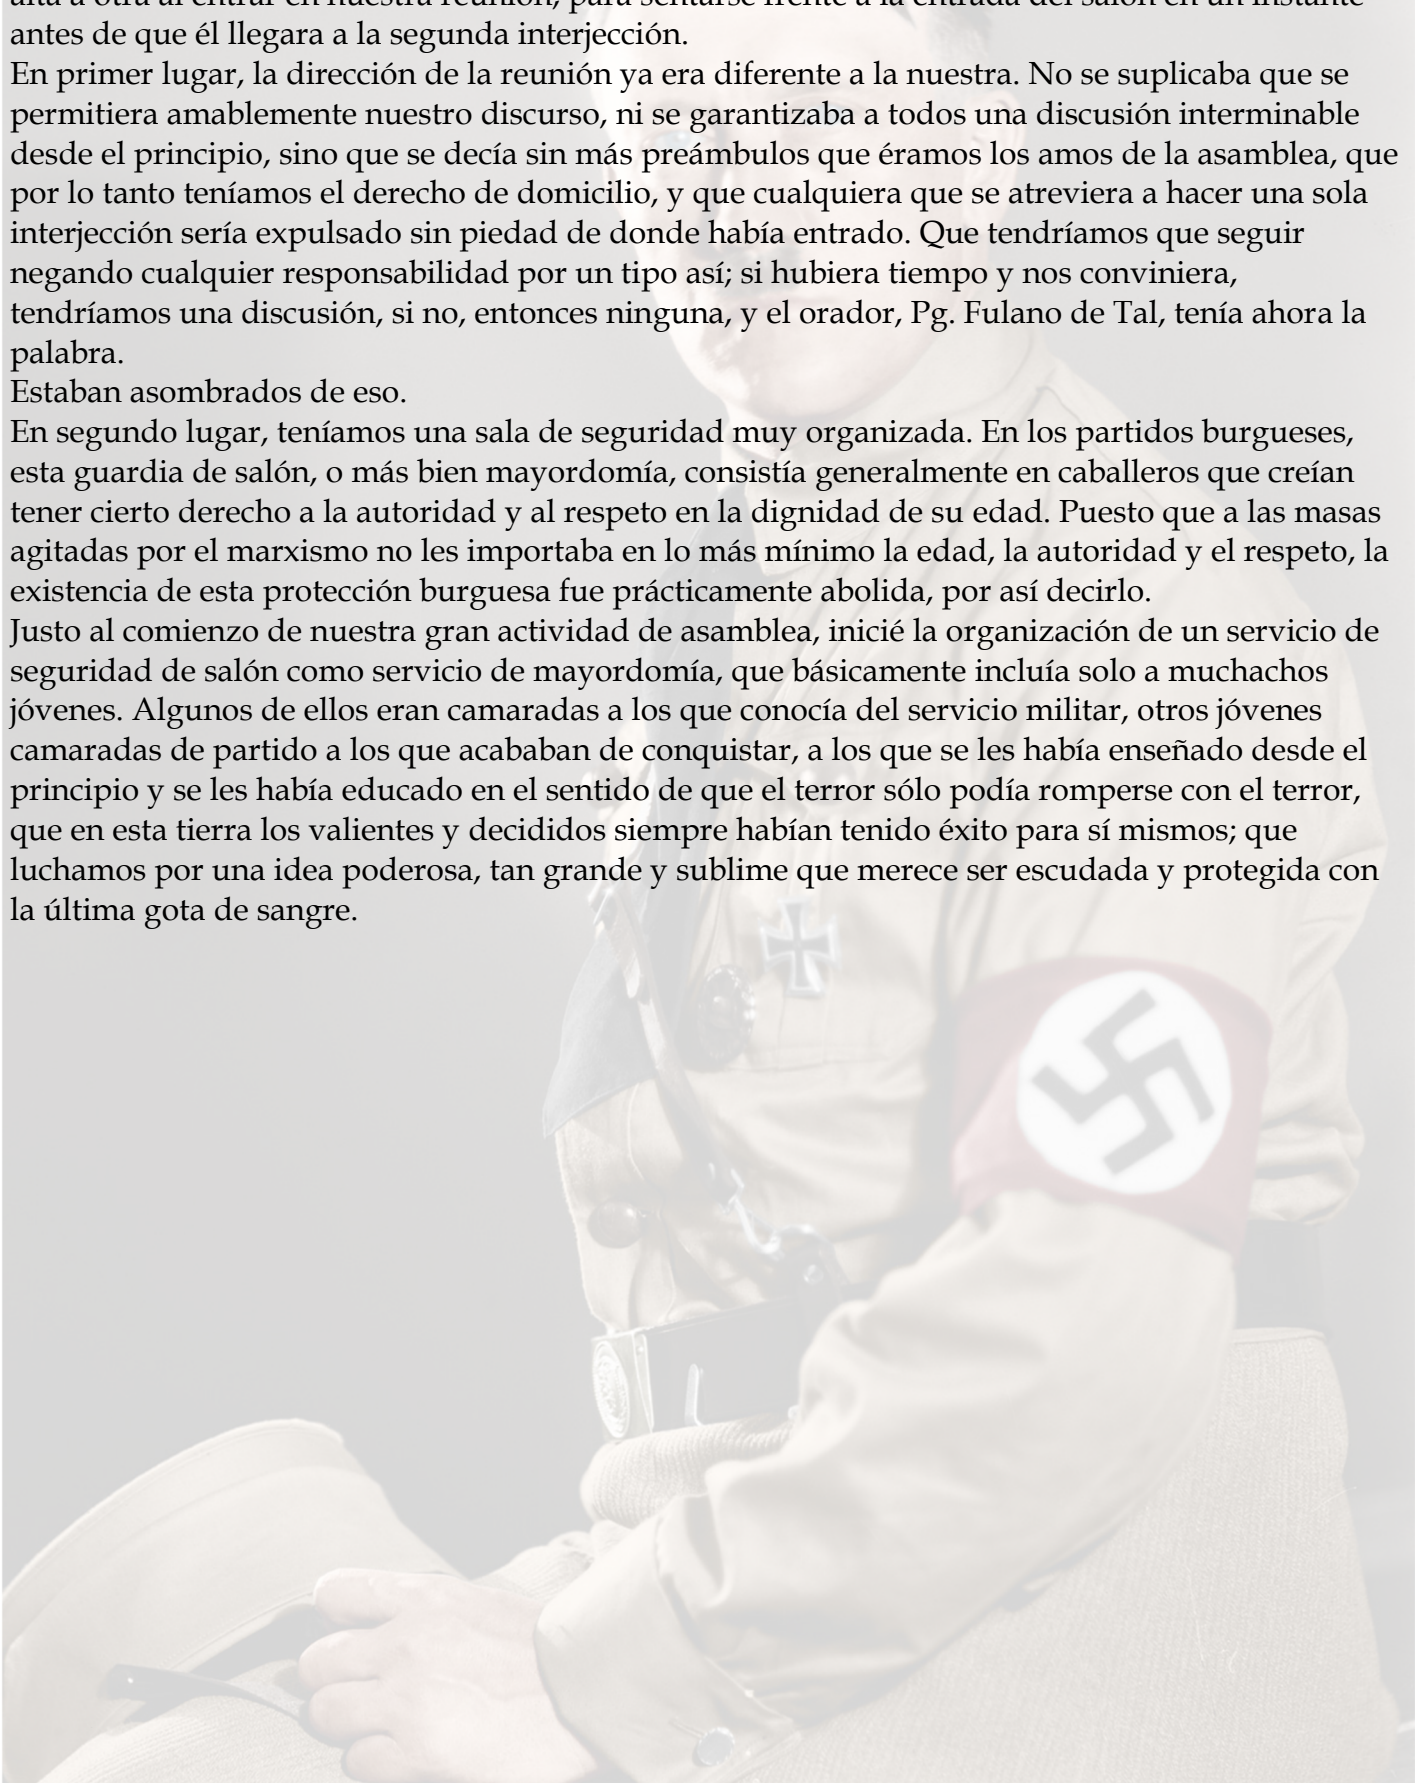 antes de que él llegara a la segunda interjección.
En primer lugar, la dirección de la reunión ya era diferente a la nuestra. No se suplicaba que se
permitiera amablemente nuestro discurso, ni se garantizaba a todos una discusión interminable
desde el principio, sino que se decía sin más preámbulos que éramos los amos de la asamblea, que
por lo tanto teníamos el derecho de domicilio, y que cualquiera que se atreviera a hacer una sola
interjección sería expulsado sin piedad de donde había entrado. Que tendríamos que seguir
negando cualquier responsabilidad por un tipo así; si hubiera tiempo y nos conviniera,
tendríamos una discusión, si no, entonces ninguna, y el orador, Pg. Fulano de Tal, tenía ahora la
palabra.
Estaban asombrados de eso.
En segundo lugar, teníamos una sala de seguridad muy organizada. En los partidos burgueses,
esta guardia de salón, o más bien mayordomía, consistía generalmente en caballeros que creían
tener cierto derecho a la autoridad y al respeto en la dignidad de su edad. Puesto que a las masas
agitadas por el marxismo no les importaba en lo más mínimo la edad, la autoridad y el respeto, la
existencia de esta protección burguesa fue prácticamente abolida, por así decirlo.
Justo al comienzo de nuestra gran actividad de asamblea, inicié la organización de un servicio de
seguridad de salón como servicio de mayordomía, que básicamente incluía solo a muchachos
jóvenes. Algunos de ellos eran camaradas a los que conocía del servicio militar, otros jóvenes
camaradas de partido a los que acababan de conquistar, a los que se les había enseñado desde el
principio y se les había educado en el sentido de que el terror sólo podía romperse con el terror,
que en esta tierra los valientes y decididos siempre habían tenido éxito para sí mismos; que
luchamos por una idea poderosa, tan grande y sublime que merece ser escudada y protegida con
la última gota de sangre.